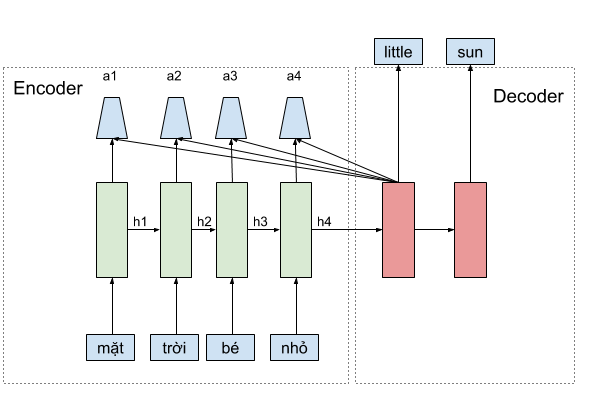 little
sun
Encoder
a1
a2
a3
a4
Decoder
h1
h2
h3
h4
mặt
trời
bé
nhỏ